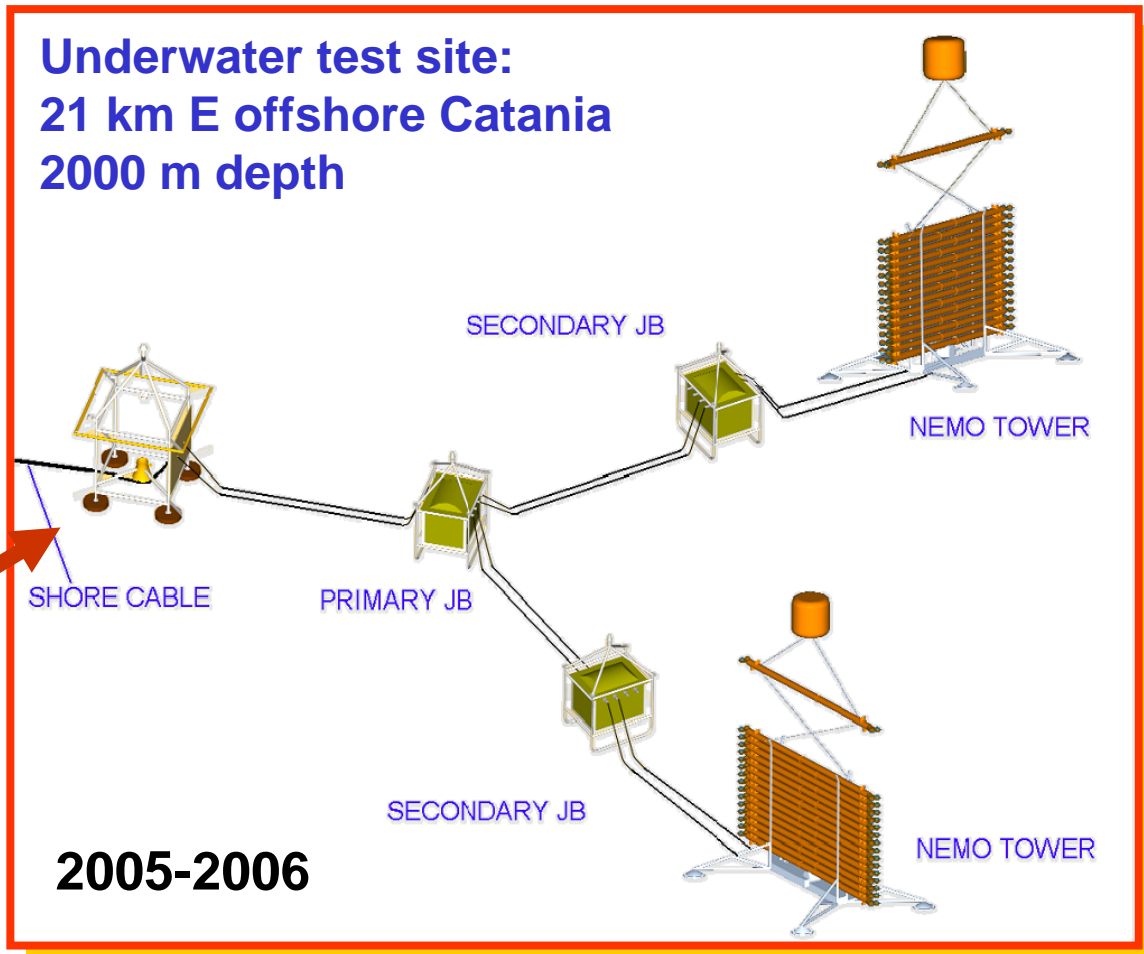 Underwater test site:
21 km E offshore Catania
2000 m depth
SECONDARY JB
NEMO TOWER
SHORE CABLE
PRIMARY JB
SECONDARY JB
NEMO TOWER
2005-2006